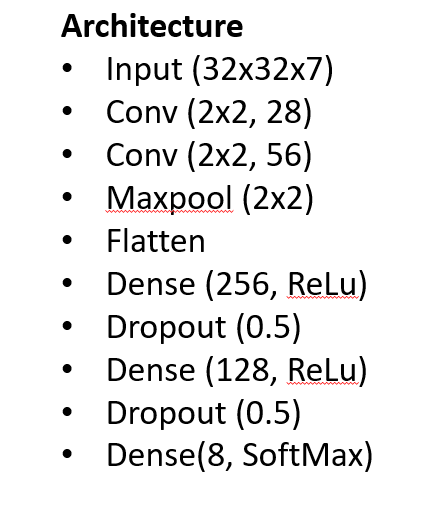 Architecture
• Input (32x32x7)
• Conv (2x2, 28)
• Conv (2x2, 56)
• Maxpool (2x2)
• Flatten
• Dense (256, ReLu)
• Dropout (0.5)
• Dense (128, ReLu)
• Dropout (0.5)
• Dense(8, SoftMax)